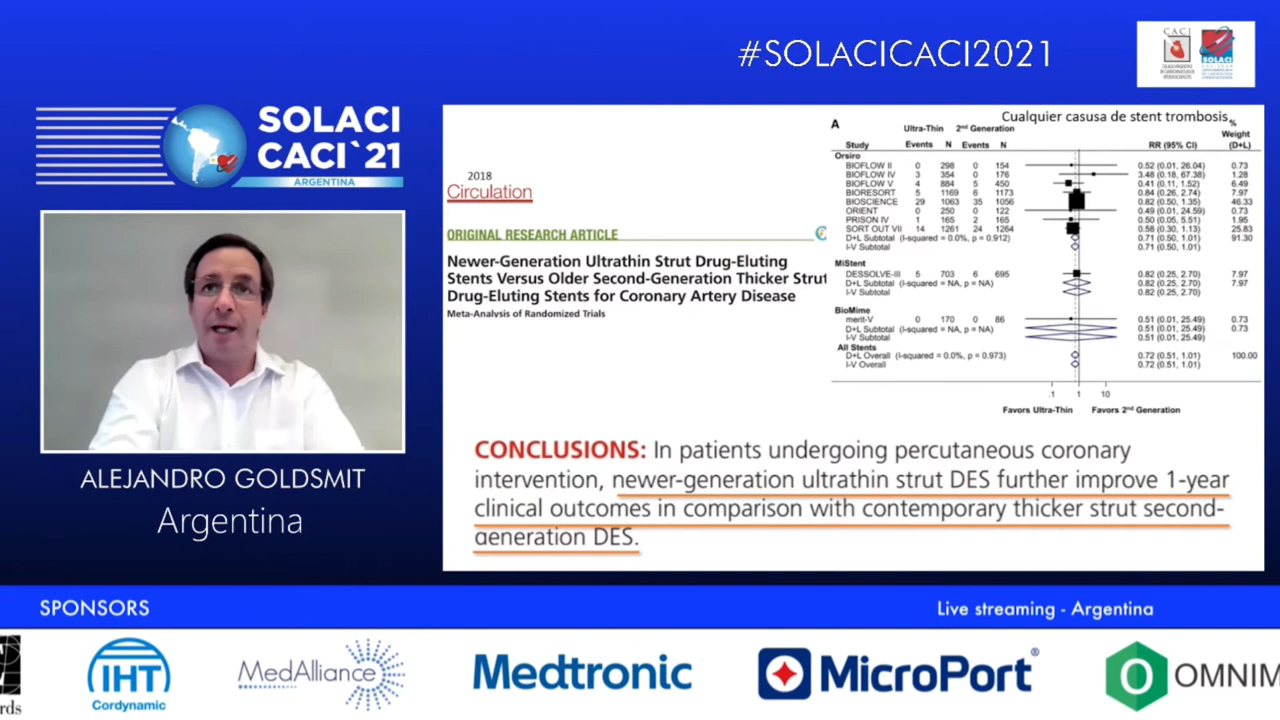 #SOLACICACI2021
CACI
SOLACI
SOLACI
CACI`21
ARGENTINA
ALEJANDRO GOLDSMIT
Argentina
2018
Circulation
ORIGINAL RESEARCH ARTICLE
Newer-Generation Ultrathin Strut Drug-Eluting
Stents Versus Older Second-Generation Thicker Strut
Drug-Eluting Stents for Coronary Artery Disease
Meta-Analysis of Randomized Trials
A
Cualquier casusa de stent trombosis
Ultra-Thin 2nd Generation % Weight
Study Events N Events N RR (95% CI) (D+L)
Orsiro
BIOFLOW II 0 298 0 154 0.52 (0.01, 26.04) 0.73
BIOFLOW IV 3 354 0 176 3.48 (0.18, 67.38) 1.28
BIOFLOW V 4 884 5 450 0.41 (0.11, 1.52) 6.49
BIORESORT 5 1169 6 1173 0.84 (0.26, 2.74) 7.97
BIOSCIENCE 29 1063 35 1056 0.82 (0.50, 1.35) 46.33
ORIENT 0 250 0 122 0.49 (0.01, 24.59) 0.73
PRISON IV 1 165 2 165 0.50 (0.05, 5.51) 1.95
SORT OUT VII 14 1261 24 1264 0.58 (0.30, 1.13) 25.83
D+L Subtotal (I-squared = 0.0%, p = 0.912) 0.71 (0.50, 1.01) 91.30
I-V Subtotal 0.71 (0.50, 1.01)
MiStent
DESSOLVE-III 5 703 6 695 0.82 (0.25, 2.70) 7.97
D+L Subtotal (I-squared = NA, p = NA) 0.82 (0.25, 2.70) 7.97
I-V Subtotal 0.82 (0.25, 2.70)
BioMime
merit-V 0 170 0 86 0.51 (0.01, 25.49) 0.73
D+L Subtotal (I-squared = NA, p = NA) 0.51 (0.01, 25.49) 0.73
I-V Subtotal 0.51 (0.01, 25.49)
All Stents
D+L Overall (I-squared = 0.0%, p = 0.973) 0.72 (0.51, 1.01) 100.00
I-V Overall 0.72 (0.51, 1.01)
.1 1 10
Favors Ultra-Thin Favors 2nd Generation
CONCLUSIONS: In patients undergoing percutaneous coronary
intervention, newer-generation ultrathin strut DES further improve 1-year
clinical outcomes in comparison with contemporary thicker strut second-
generation DES.
SPONSORS
Live streaming - Argentina
rds
IHT
Cordynamic
MedAlliance
Medtronic
MicroPort®
OMNIM